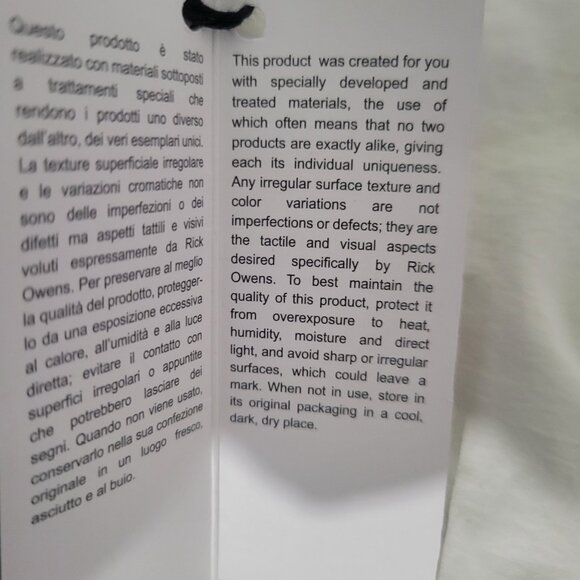 Questo prodotto è stato
realizzato con materiali sottoposti
a trattamenti speciali che
rendono i prodotti uno diverso
dall'altro, dei veri esemplari unici.
La texture superficiale irregolare
e le variazioni cromatiche non
sono delle imperfezioni o dei
difetti ma aspetti tattili e visivi
voluti espressamente da Rick
Owens. Per preservare al meglio
la qualità del prodotto, protegger-
lo da una esposizione eccessiva
al calore, all'umidità e alla luce
diretta; evitare il contatto con
superfici irregolari o appuntite
che potrebbero lasciare dei
segni. Quando non viene usato,
conservarlo nella sua confezione
originale in un luogo fresco,
asciutto e al buio.
This product was created for you
with specially developed and
treated materials, the use of
which often means that no two
products are exactly alike, giving
each its individual uniqueness.
Any irregular surface texture and
color variations are not
imperfections or defects; they are
the tactile and visual aspects
desired specifically by Rick
Owens. To best maintain the
quality of this product, protect it
from overexposure to heat,
humidity, moisture and direct
light, and avoid sharp or irregular
surfaces, which could leave a
mark. When not in use, store in
its original packaging in a cool,
dark, dry place.